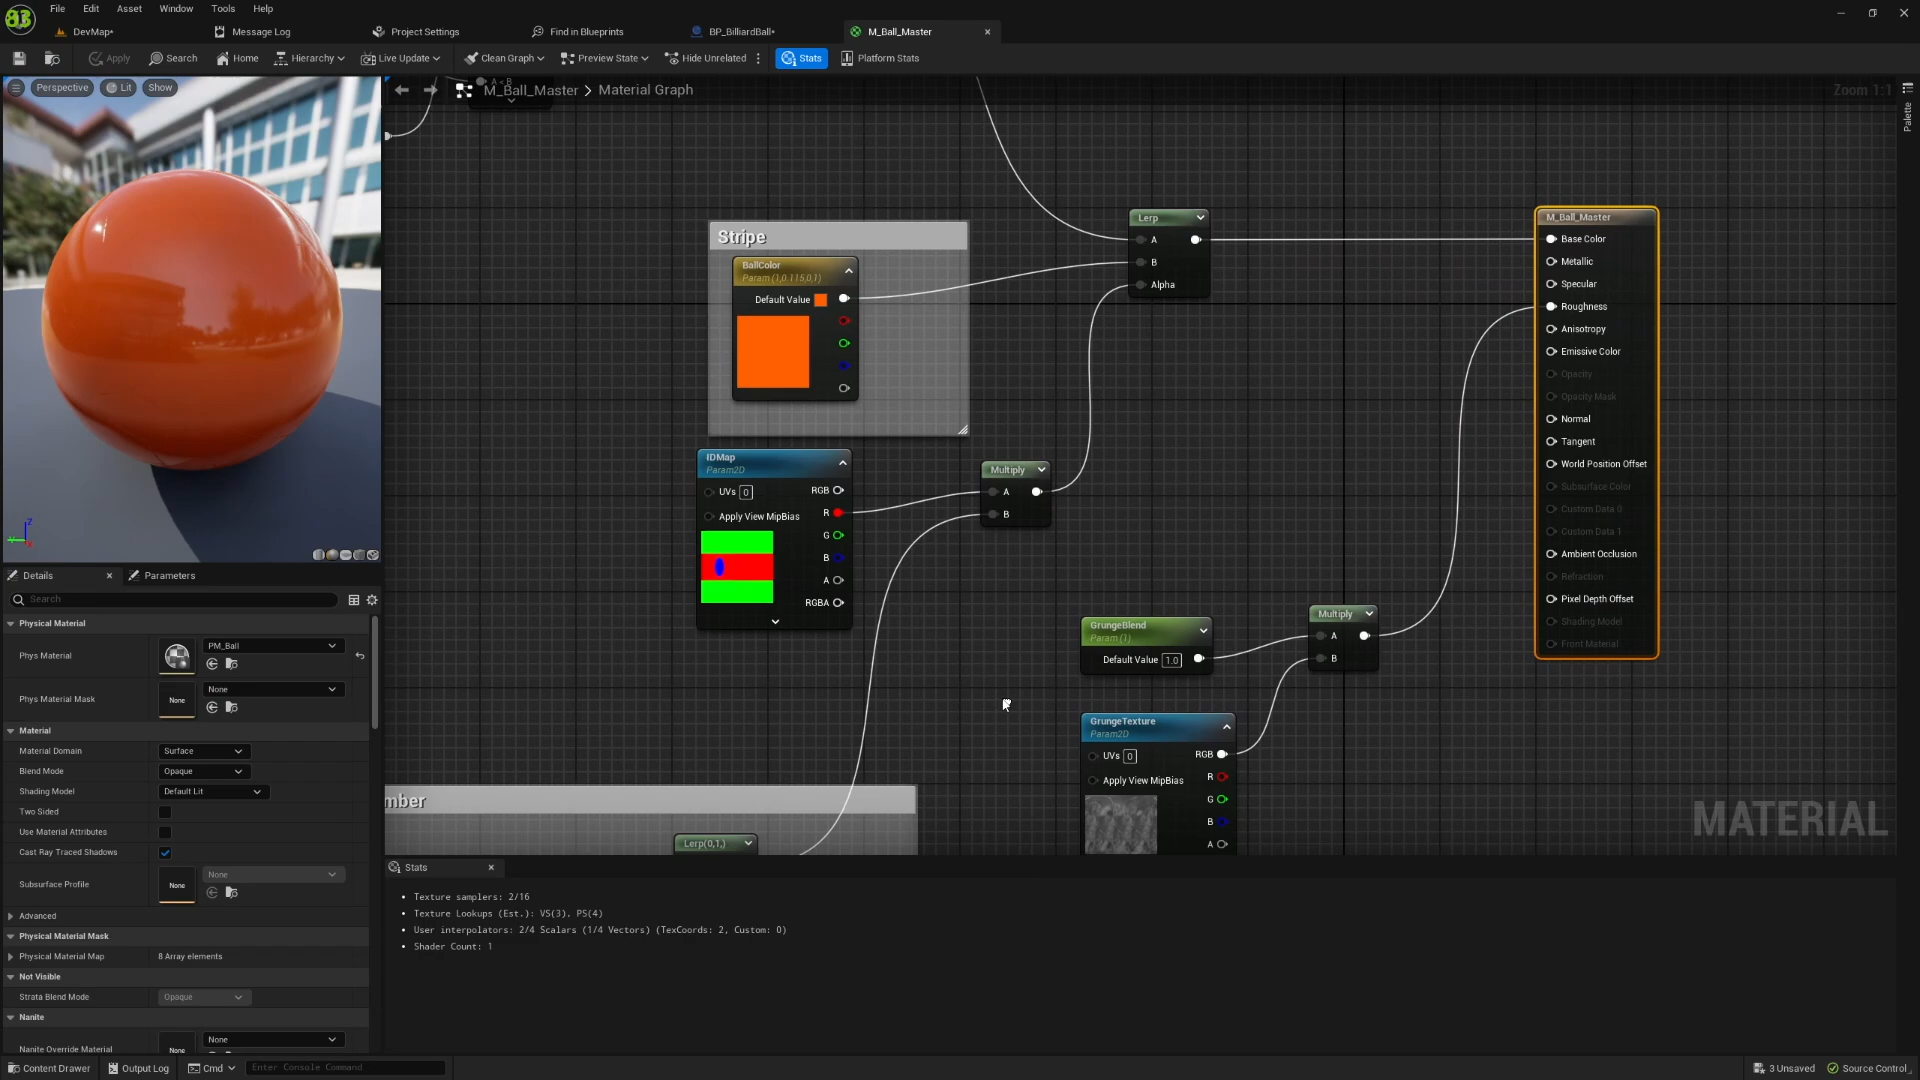 File Edit Asset Window Tools Help
DevMap* Message Log Project Settings Find in Blueprints BP_BilliardBall* M_Ball_Master
Apply Search Home Hierarchy Live Update Clean Graph Preview State Hide Unrelated Stats Platform Stats
Perspective Lit Show
A < B
M_Ball_Master > Material Graph
Zoom 1:1
Palette
Stripe
BallColor
Param (1,0.115,0,1)
Default Value
Lerp
A
B
Alpha
M_Ball_Master
Base Color
Metallic
Specular
Roughness
Anisotropy
Emissive Color
Opacity
Opacity Mask
Normal
Tangent
World Position Offset
Subsurface Color
Custom Data 0
Custom Data 1
Ambient Occlusion
Refraction
Pixel Depth Offset
Shading Model
Front Material
IDMap
Param2D
UVs 0 RGB
R
Apply View MipBias
G
B
A
RGBA
Multiply
A
B
GrungeBlend
Param (1)
Default Value 1.0
Multiply
A
B
GrungeTexture
Param2D
UVs 0 RGB
R
Apply View MipBias
G
B
A
mber
Lerp(0,1,)
MATERIAL
Z
Details Parameters
Search
Physical Material
Phys Material PM_Ball
Phys Material Mask None None
Material
Material Domain Surface
Blend Mode Opaque
Shading Model Default Lit
Two Sided
Use Material Attributes
Cast Ray Traced Shadows
Subsurface Profile None None
Advanced
Physical Material Mask
Physical Material Map 8 Array elements
Not Visible
Strata Blend Mode Opaque
Nanite
Nanite Override Material None None
Stats
Texture samplers: 2/16
Texture Lookups (Est.): VS(3), PS(4)
User interpolators: 2/4 Scalars (1/4 Vectors) (TexCoords: 2, Custom: 0)
Shader Count: 1
Content Drawer Output Log Cmd Enter Console Command 3 Unsaved Source Control